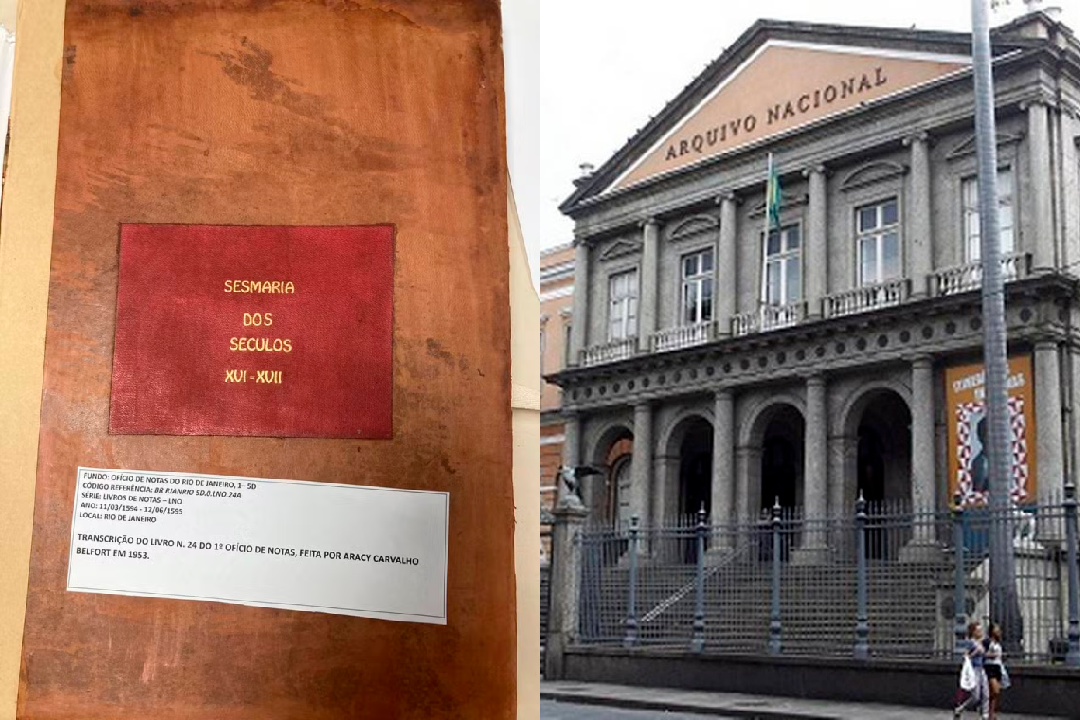 SESMARIA
DOS
SECULOS
XVI-XVII
FUNDO: OFÍCIO DE NOTAS DO RIO DE JANEIRO, 1- 5D
CÓDIGO REFERÊNCIA: BR RJANRIO 5D.0.LNO.24A
SÉRIE: LIVROS DE NOTAS – LNO
ANO: 11/03/1594 - 12/06/1595
LOCAL: RIO DE JANEIRO
TRANSCRIÇÃO DO LIVRO N. 24 DO 1º OFÍCIO DE NOTAS, FEITA POR ARACY CARVALHO
BELFORT EM 1953.
ARQUIVO NACIONAL